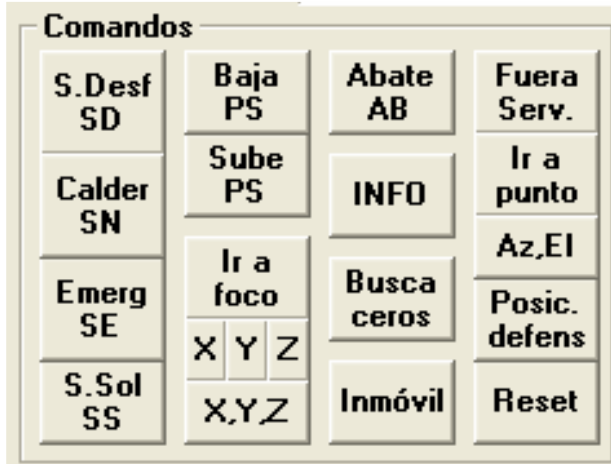 Comandos
S.Desf
SD
Calder
SN
Emerg
SE
S.Sol
SS
Baja
PS
Sube
PS
Ir a
foco
X Y Z
X,Y,Z
Abate
AB
INFO
Busca
ceros
Inmóvil
Fuera
Serv.
Ir a
punto
Az,El
Posic.
defens
Reset